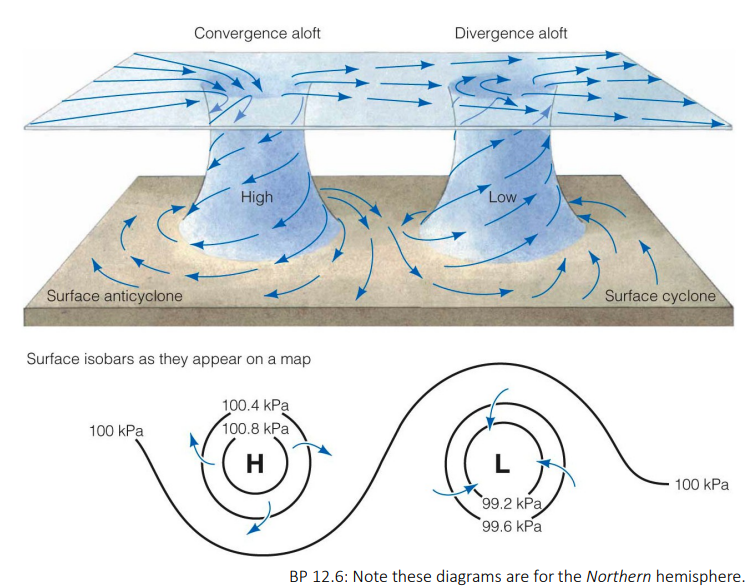 Convergence aloft
Divergence aloft
High
Low
Surface anticyclone
Surface cyclone
Surface isobars as they appear on a map
100 kPa
100.4 kPa
100.8 kPa
H
L
99.2 kPa
99.6 kPa
100 kPa
BP 12.6: Note these diagrams are for the Northern hemisphere.